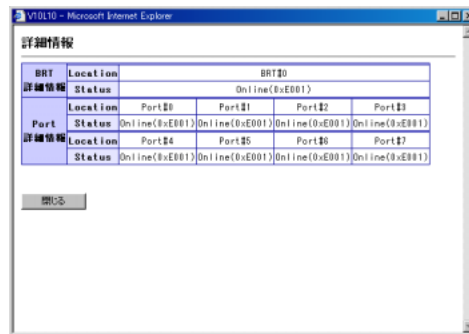 V10L10 - Microsoft Internet Explorer
詳細情報
BRT 詳細情報 Location BRT#0
Status Online(0xE001)
Port 詳細情報 Location Port#0 Port#1 Port#2 Port#3
Status Online(0xE001) Online(0xE001) Online(0xE001) Online(0xE001)
Location Port#4 Port#5 Port#6 Port#7
Status Online(0xE001) Online(0xE001) Online(0xE001) Online(0xE001)
閉じる